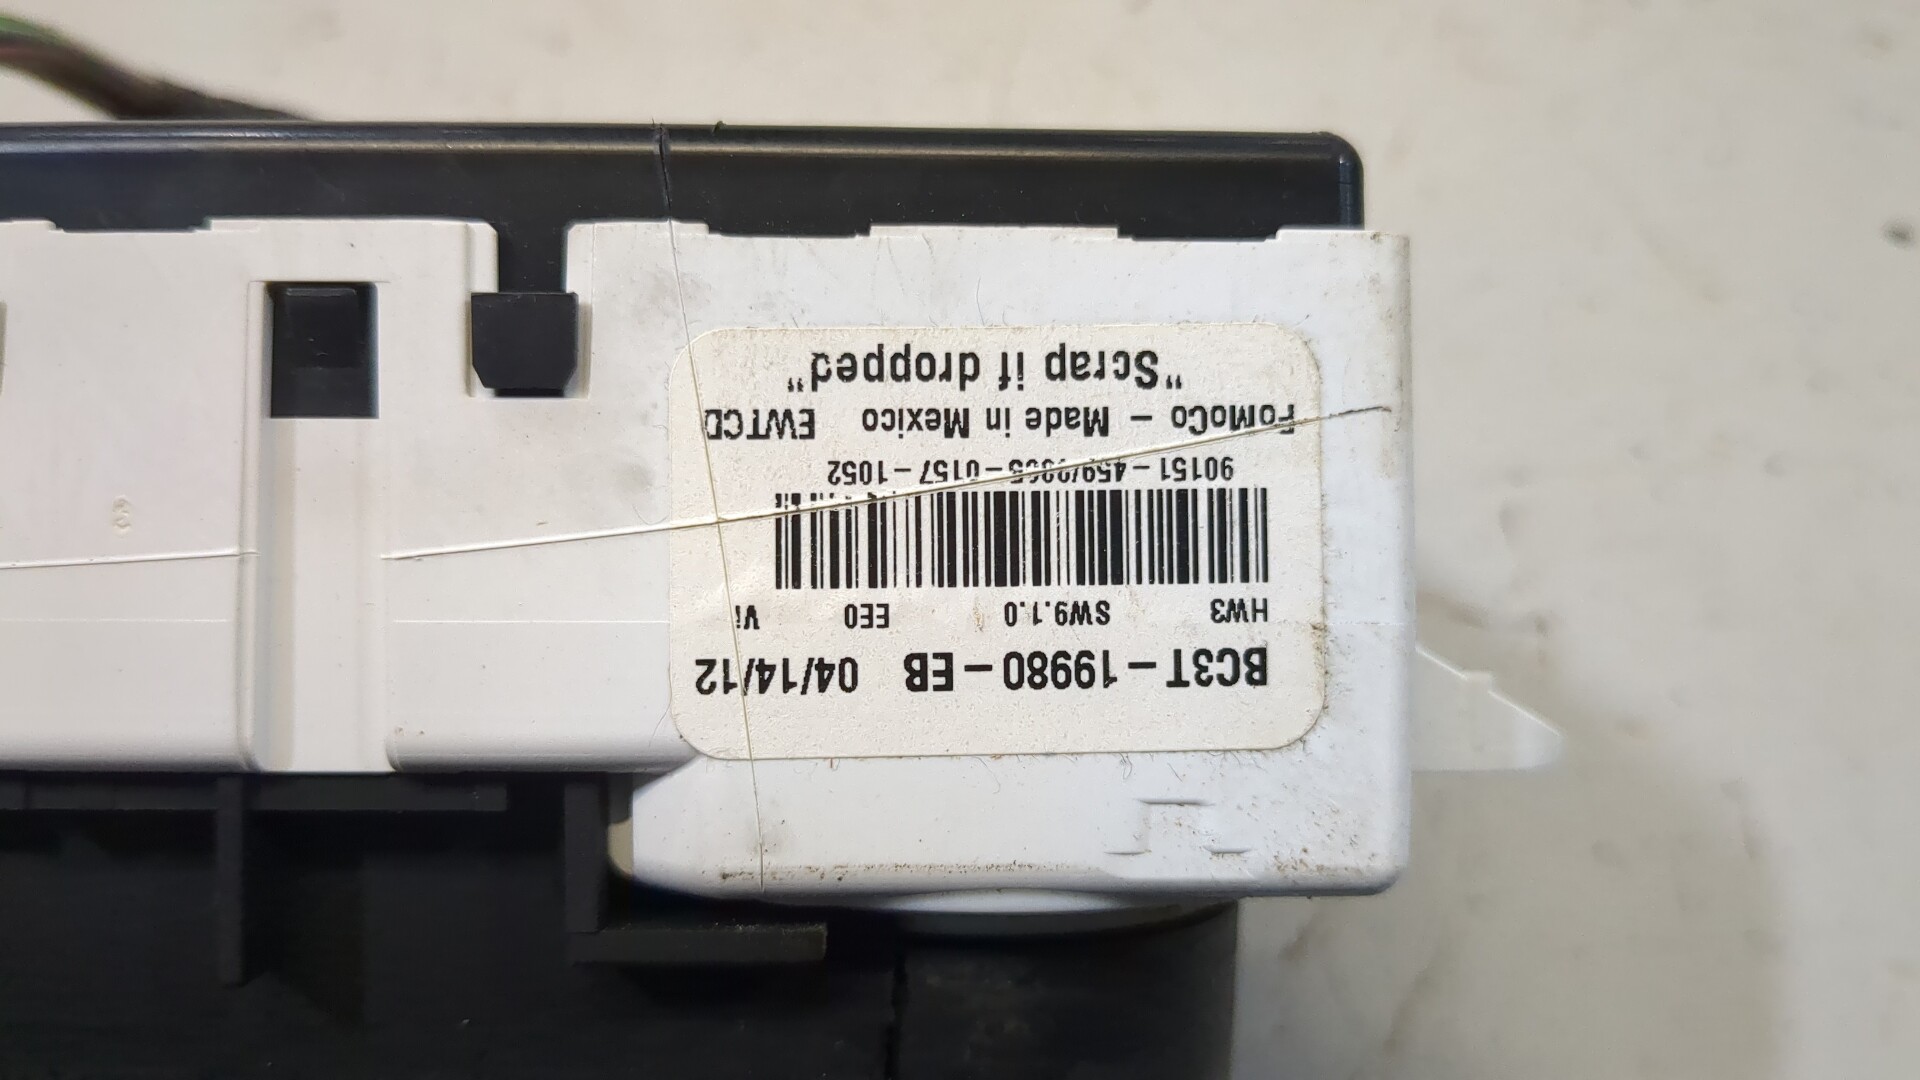 BC3T-19980-EB 04/14/12
HW3 SW9.1.0 EE0 Vi
90151-459/ -0157-1052
FoMoCo - Made in Mexico EWTCD
"Scrap if dropped"